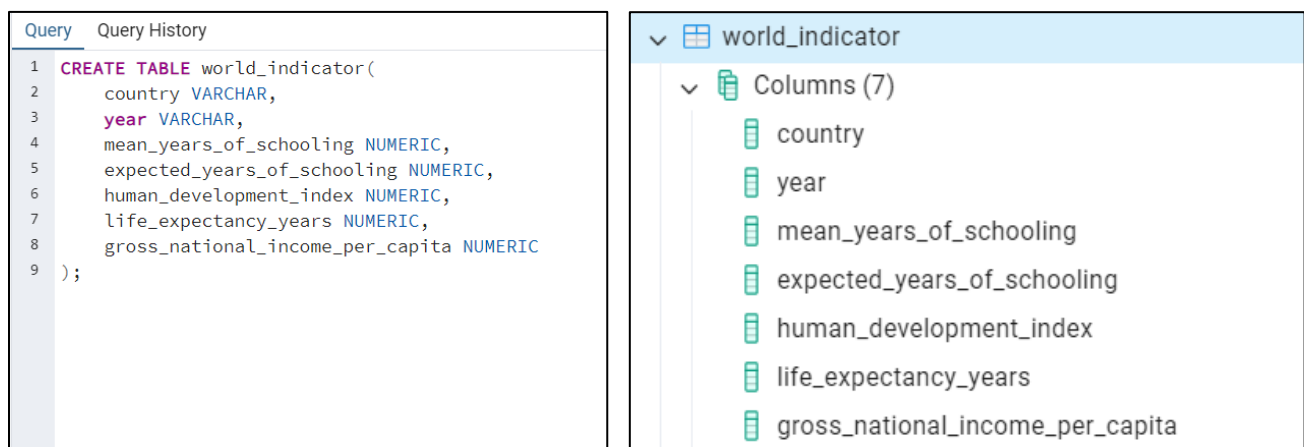 Query Query History
1 CREATE TABLE world_indicator(
2 country VARCHAR,
3 year VARCHAR,
4 mean_years_of_schooling NUMERIC,
5 expected_years_of_schooling NUMERIC,
6 human_development_index NUMERIC,
7 life_expectancy_years NUMERIC,
8 gross_national_income_per_capita NUMERIC
9 );
world_indicator
Columns (7)
country
year
mean_years_of_schooling
expected_years_of_schooling
human_development_index
life_expectancy_years
gross_national_income_per_capita